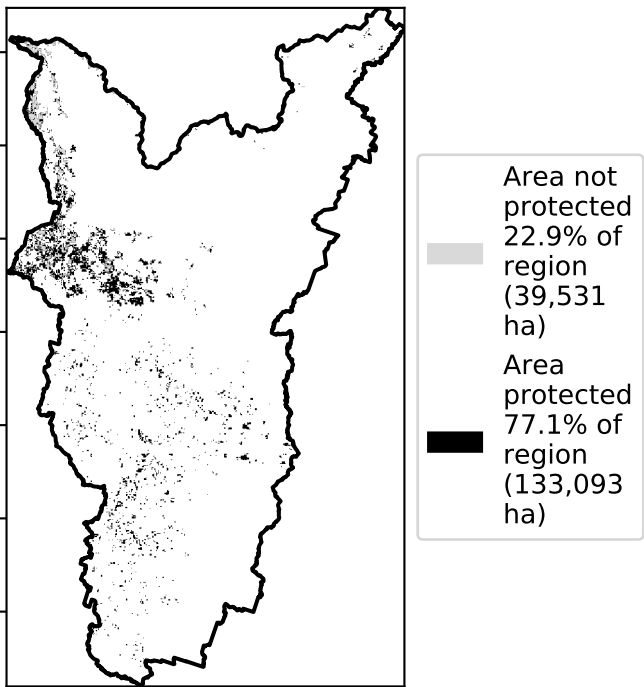 Area not
protected
22.9% of
region
(39,531
ha)
Area
protected
77.1% of
region
(133,093
ha)